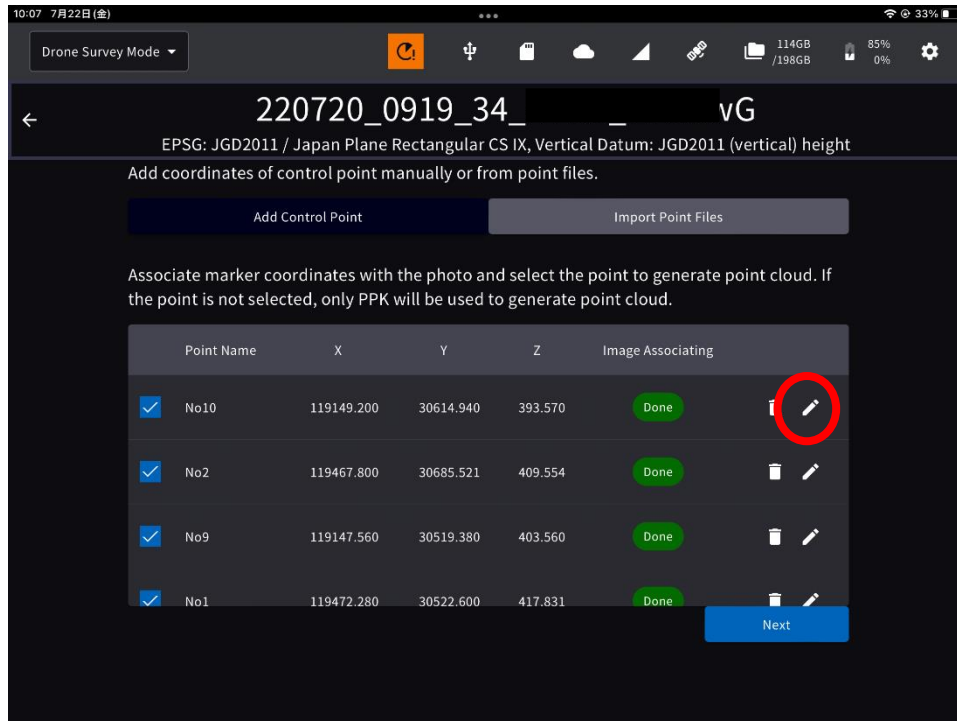 10:07 7月22日(金)
33%
Drone Survey Mode
114GB
/198GB
85%
0%
220720_0919_34_
EPSG: JGD2011 / Japan Plane Rectangular CS IX, Vertical Datum: JGD2011 (vertical) height
Add coordinates of control point manually or from point files.
Add Control Point Import Point Files
Associate marker coordinates with the photo and select the point to generate point cloud. If
the point is not selected, only PPK will be used to generate point cloud.
Point Name X Y Z Image Associating
No10 119149.200 30614.940 393.570 Done
No2 119467.800 30685.521 409.554 Done
No9 119147.560 30519.380 403.560 Done
No1 119472.280 30522.600 417.831 Done
Next